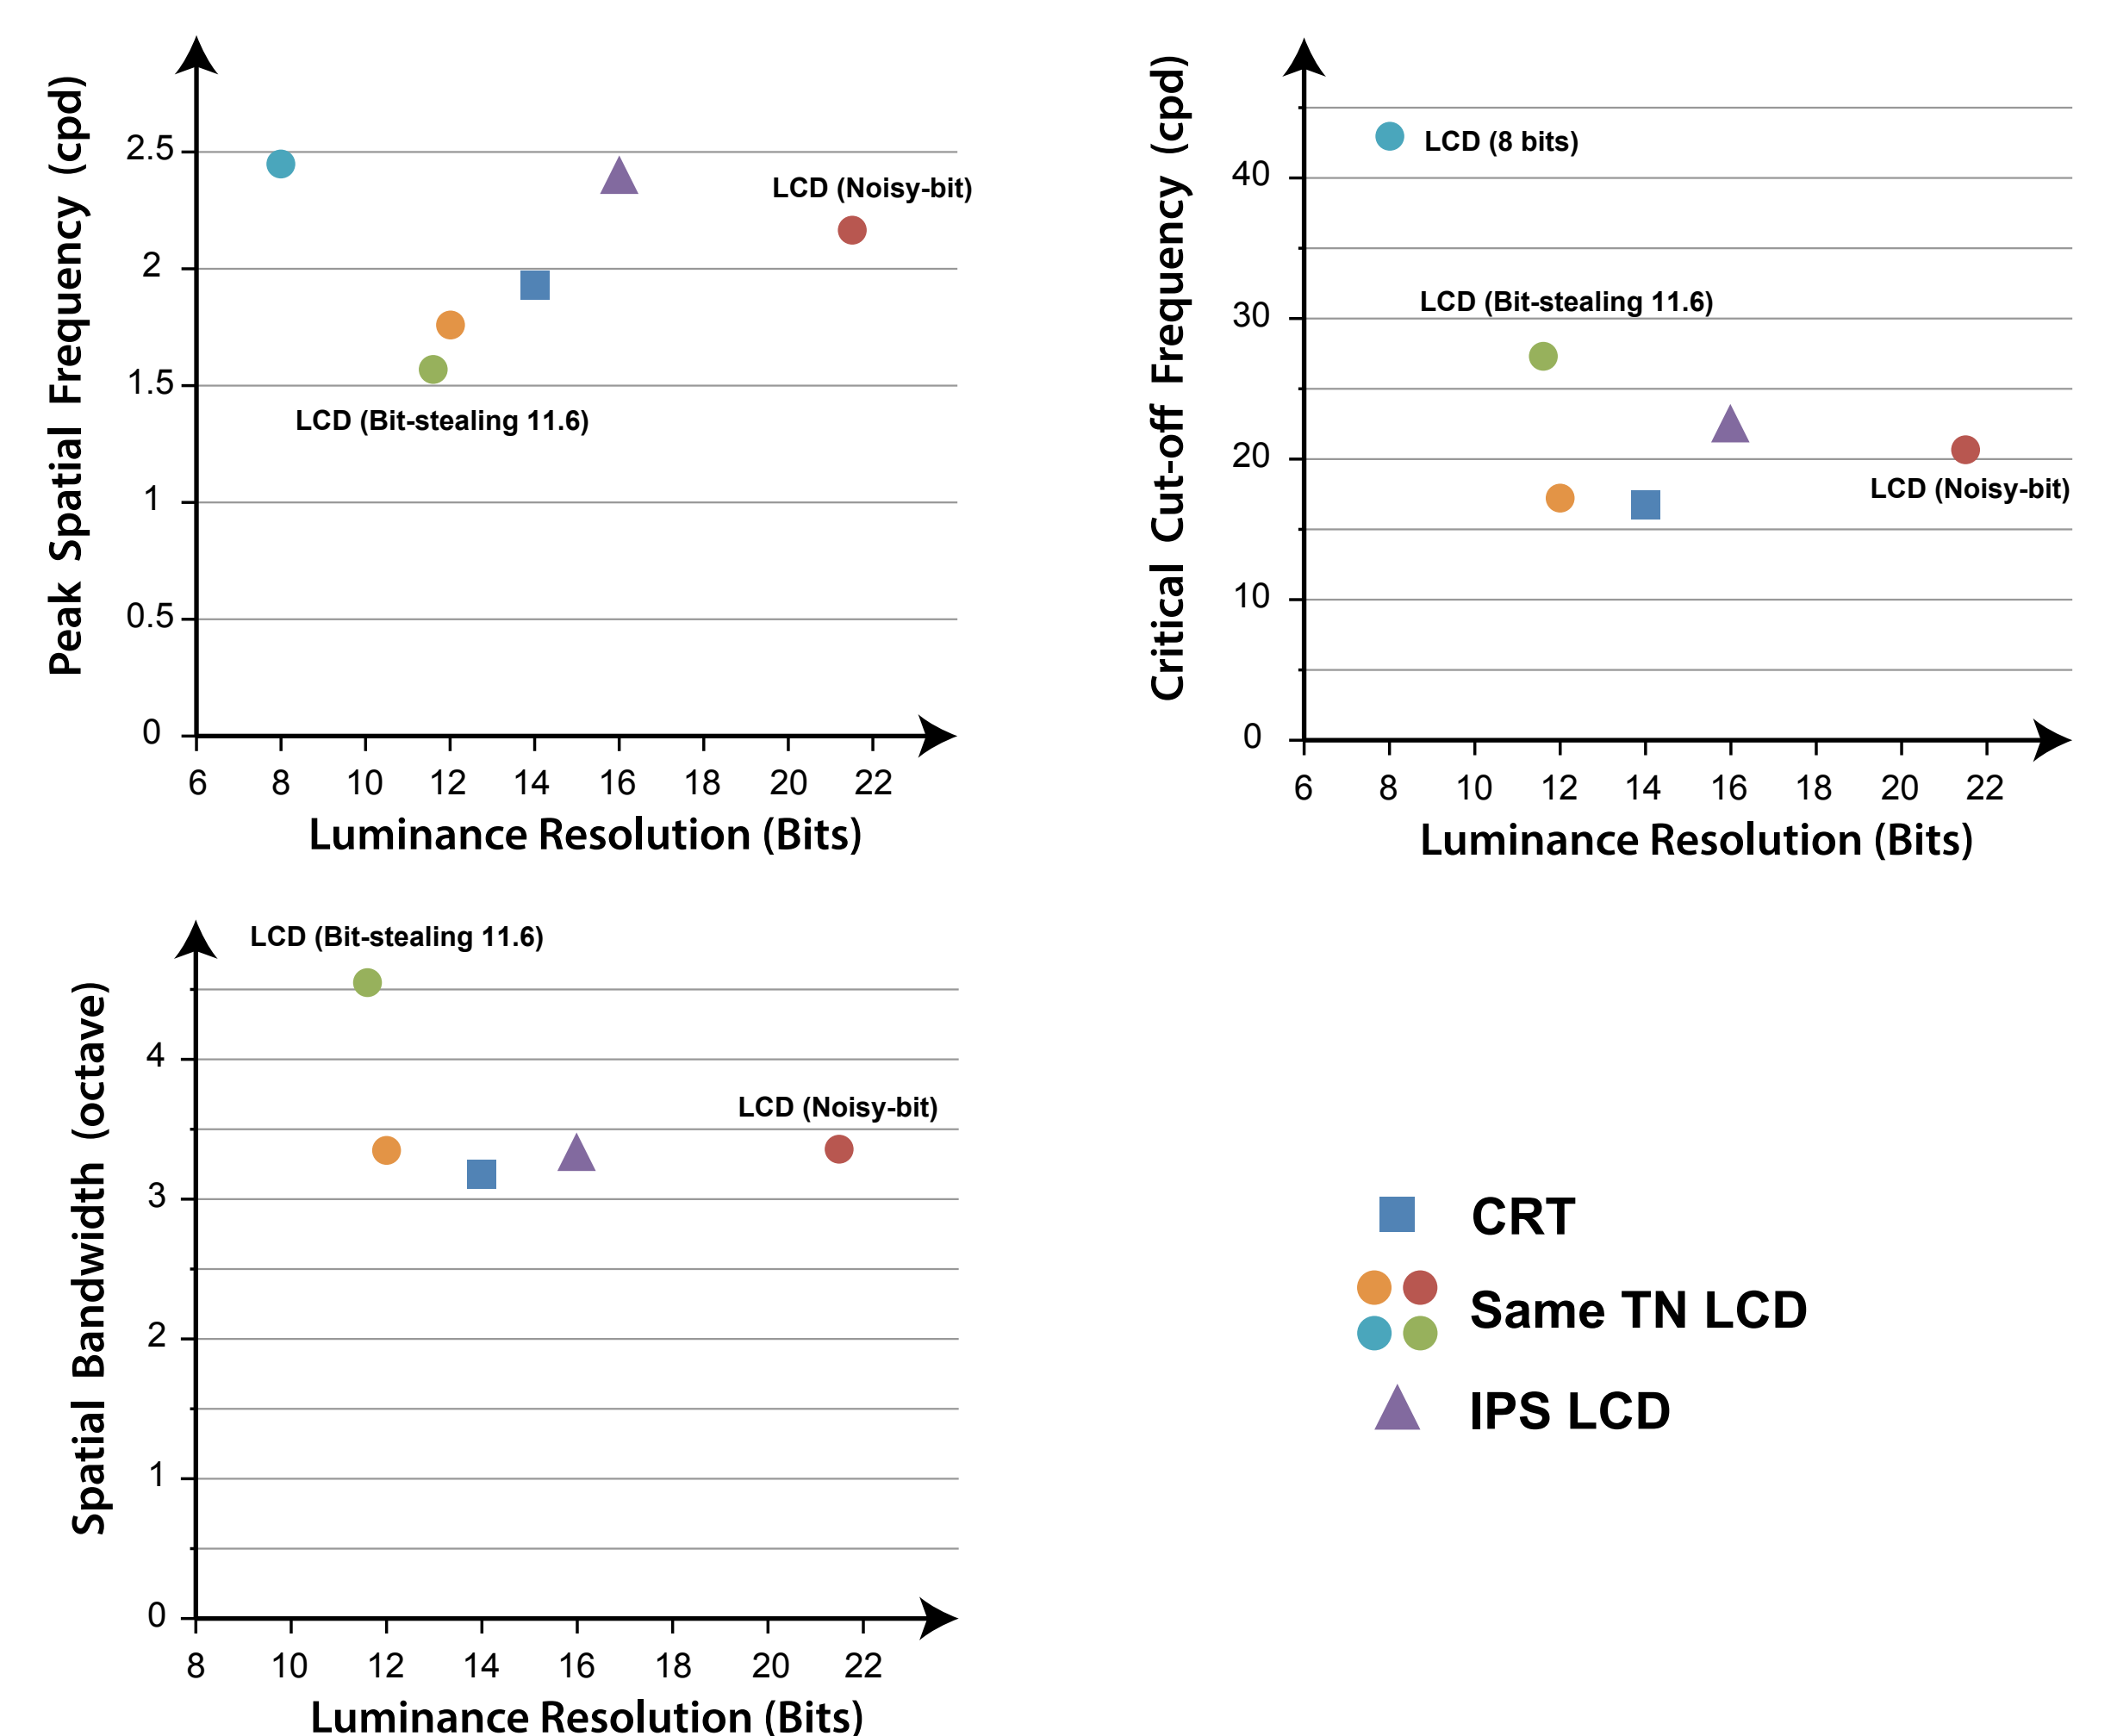 Peak Spatial Frequency (cpd)
2.5
2
1.5
1
0.5
0
LCD (Noisy-bit)
LCD (Bit-stealing 11.6)
6 8 10 12 14 16 18 20 22
Luminance Resolution (Bits)
Critical Cut-off Frequency (cpd)
40
30
20
10
0
LCD (8 bits)
LCD (Bit-stealing 11.6)
LCD (Noisy-bit)
6 8 10 12 14 16 18 20 22
Luminance Resolution (Bits)
Spatial Bandwidth (octave)
4
3
2
1
0
LCD (Bit-stealing 11.6)
LCD (Noisy-bit)
8 10 12 14 16 18 20 22
Luminance Resolution (Bits)
CRT
Same TN LCD
IPS LCD